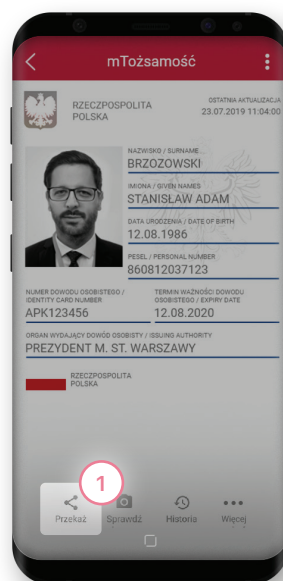 mTożsamość
RZECZPOSPOLITA
POLSKA
OSTATNIA AKTUALIZACJA
23.07.2019 11:04:00
NAZWISKO / SURNAME
BRZOZOWSKI
IMIONA / GIVEN NAMES
STANISŁAW ADAM
DATA URODZENIA / DATE OF BIRTH
12.08.1986
PESEL / PERSONAL NUMBER
860812037123
NUMER DOWODU OSOBISTEGO /
IDENTITY CARD NUMBER
APK123456
TERMIN WAŻNOŚCI DOWODU
OSOBISTEGO / EXPIRY DATE
12.08.2020
ORGAN WYDAJĄCY DOWÓD OSOBISTY / ISSUING AUTHORITY
PREZYDENT M. ST. WARSZAWY
RZECZPOSPOLITA
POLSKA
1
Przekaż
Sprawdź
Historia
Więcej